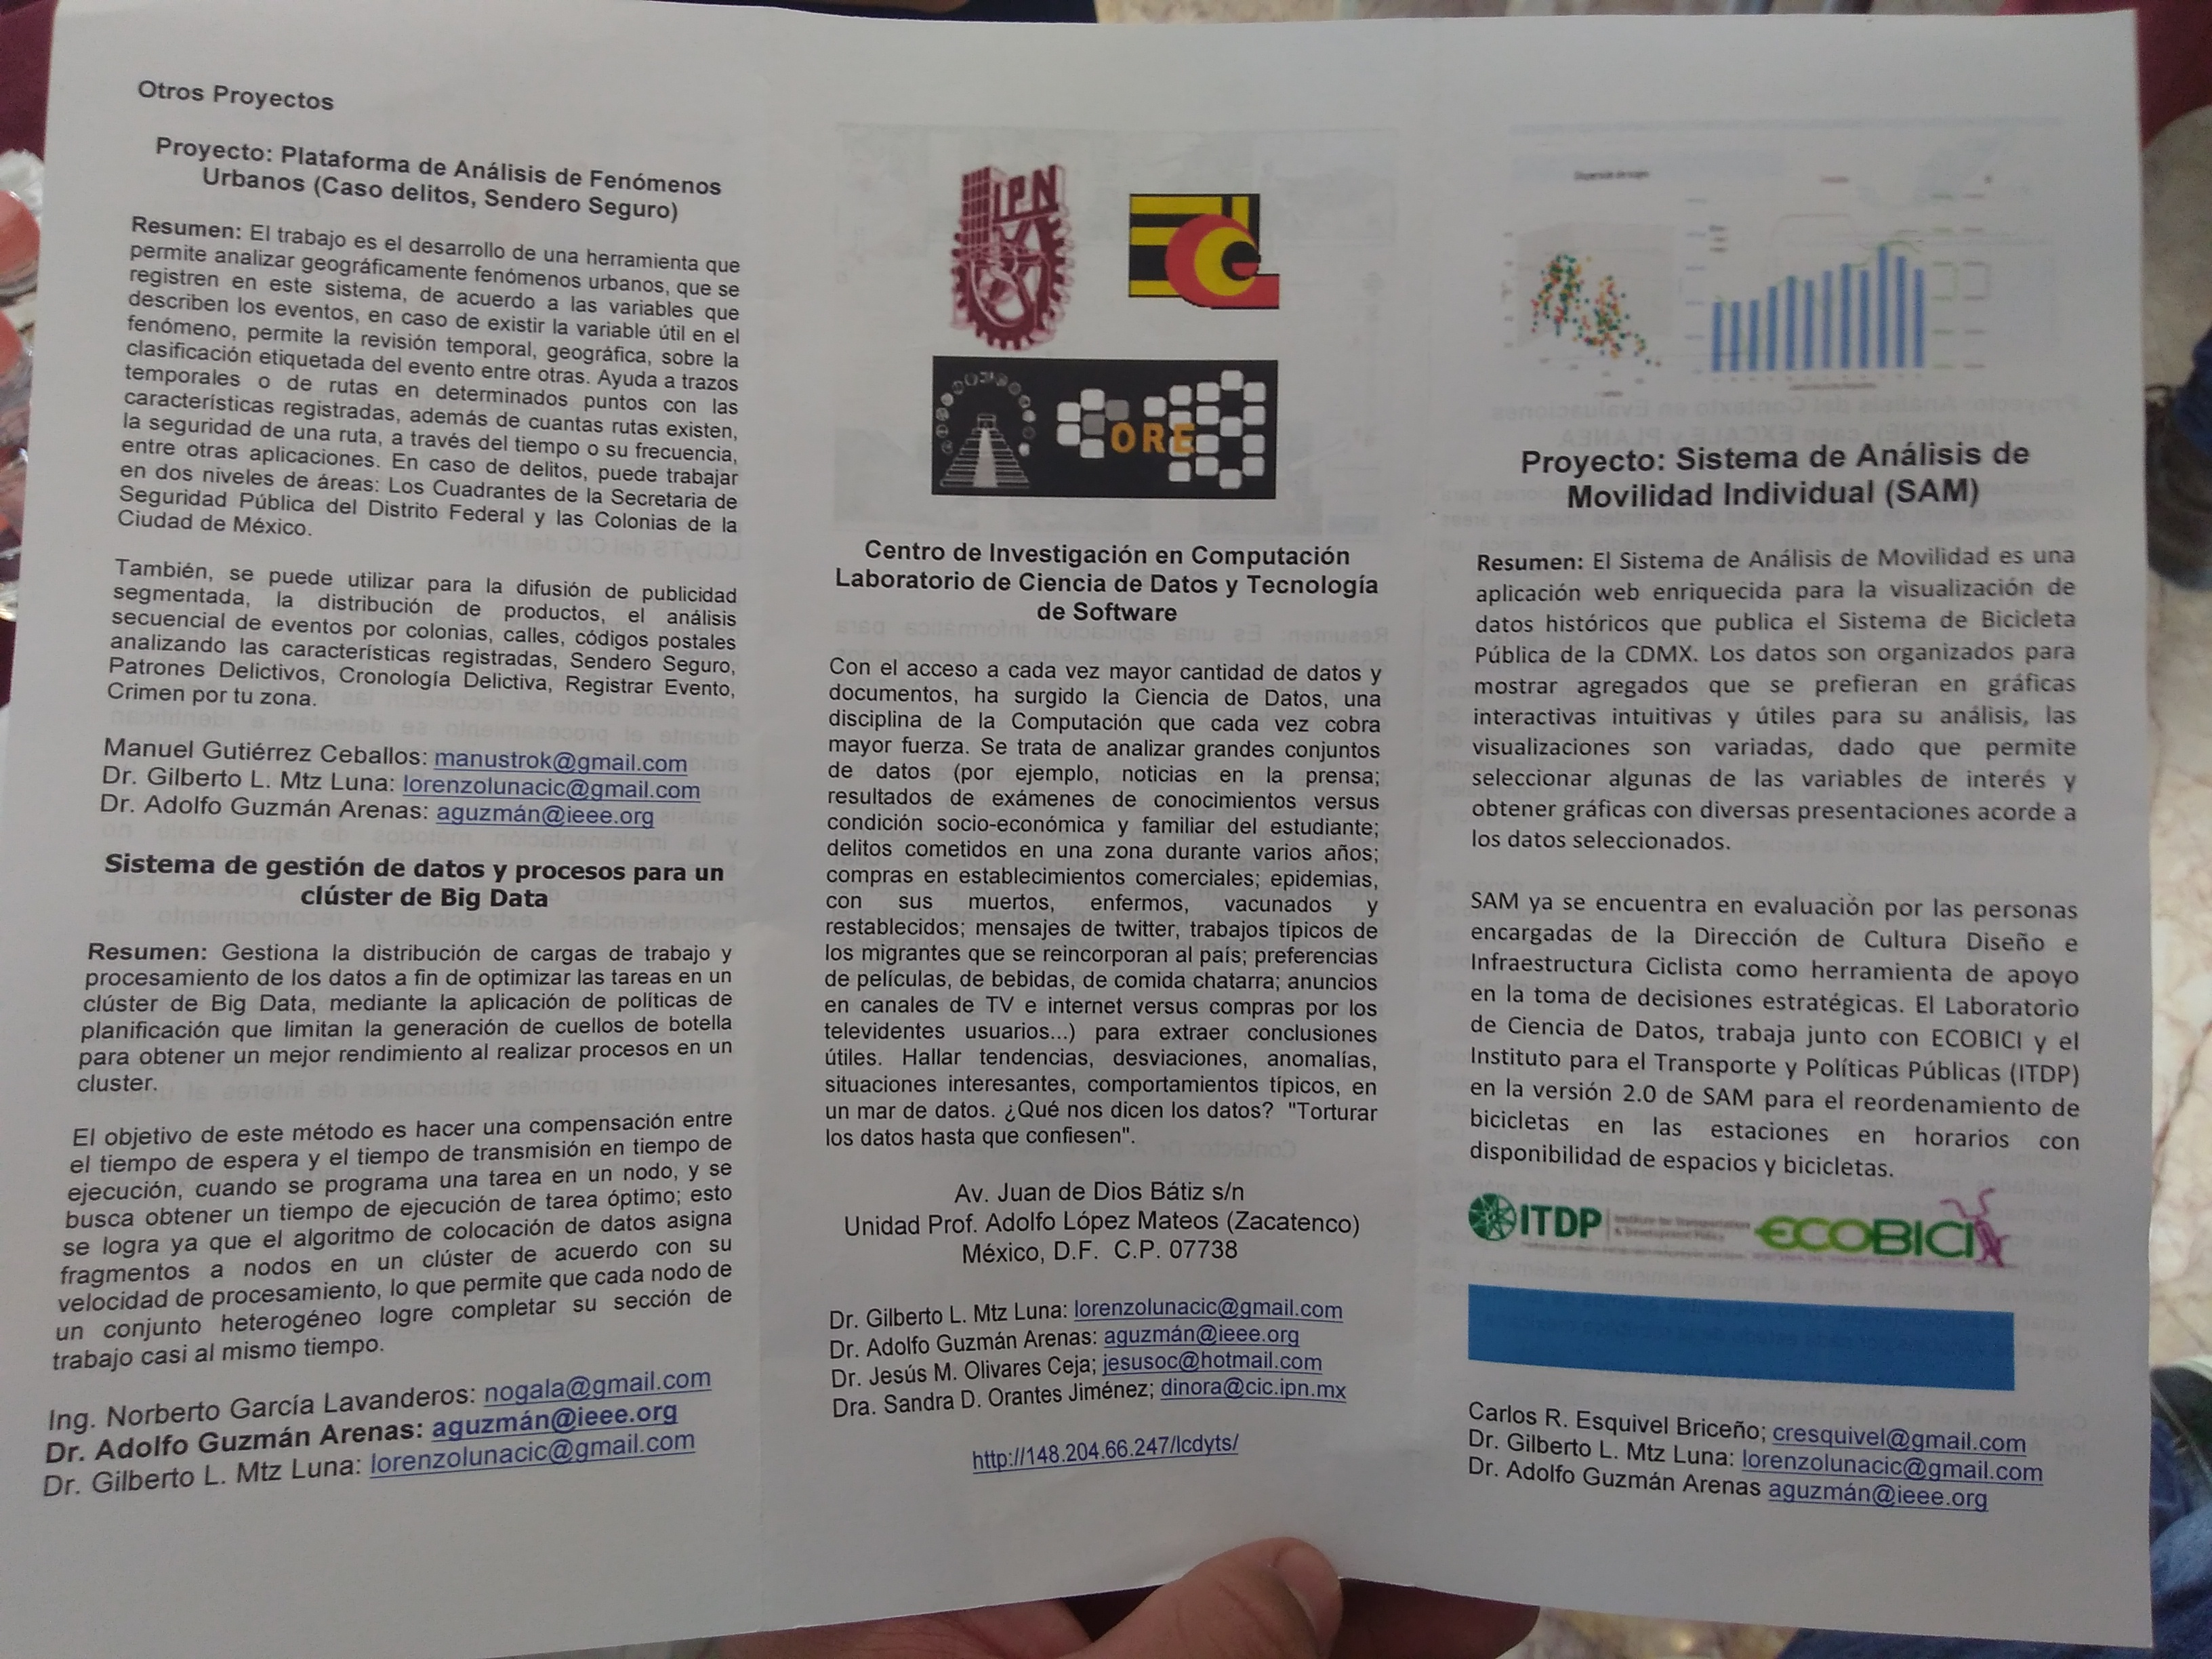 Otros Proyectos
Proyecto: Plataforma de Análisis de Fenómenos
Urbanos (Caso delitos, Sendero Seguro)
Resumen: El trabajo es el desarrollo de una herramienta que
permite analizar geográficamente fenómenos urbanos, que se
registren en este sistema, de acuerdo a las variables que
describen los eventos, en caso de existir la variable útil en el
fenómeno, permite la revisión temporal, geográfica, sobre la
clasificación etiquetada del evento entre otras. Ayuda a trazos
temporales o de rutas en determinados puntos con las
características registradas, además de cuantas rutas existen,
la seguridad de una ruta, a través del tiempo o su frecuencia,
entre otras aplicaciones. En caso de delitos, puede trabajar
en dos niveles de áreas: Los Cuadrantes de la Secretaria de
Seguridad Pública del Distrito Federal y las Colonias de la
Ciudad de México.
También, se puede utilizar para la difusión de publicidad
segmentada, la distribución de productos, el análisis
secuencial de eventos por colonias, calles, códigos postales
analizando las características registradas, Sendero Seguro,
Patrones Delictivos, Cronología Delictiva, Registrar Evento,
Crimen por tu zona.
Manuel Gutiérrez Ceballos: manustrok@gmail.com
Dr. Gilberto L. Mtz Luna: lorenzolunacic@gmail.com
Dr. Adolfo Guzmán Arenas: aguzmán@ieee.org
Sistema de gestión de datos y procesos para un
clúster de Big Data
Resumen: Gestiona la distribución de cargas de trabajo y
procesamiento de los datos a fin de optimizar las tareas en un
clúster de Big Data, mediante la aplicación de políticas de
planificación que limitan la generación de cuellos de botella
para obtener un mejor rendimiento al realizar procesos en un
cluster.
El objetivo de este método es hacer una compensación entre
el tiempo de espera y el tiempo de transmisión en tiempo de
ejecución, cuando se programa una tarea en un nodo, y se
busca obtener un tiempo de ejecución de tarea óptimo; esto
se logra ya que el algoritmo de colocación de datos asigna
fragmentos a nodos en un clúster de acuerdo con su
velocidad de procesamiento, lo que permite que cada nodo de
un conjunto heterogéneo logre completar su sección de
trabajo casi al mismo tiempo.
Ing. Norberto García Lavanderos: nogala@gmail.com
Dr. Adolfo Guzmán Arenas: aguzmán@ieee.org
Dr. Gilberto L. Mtz Luna: lorenzolunacic@gmail.com
IPN
ORE
Centro de Investigación en Computación
Laboratorio de Ciencia de Datos y Tecnología
de Software
Con el acceso a cada vez mayor cantidad de datos y
documentos, ha surgido la Ciencia de Datos, una
disciplina de la Computación que cada vez cobra
mayor fuerza. Se trata de analizar grandes conjuntos
de datos (por ejemplo, noticias en la prensa;
resultados de exámenes de conocimientos versus
condición socio-económica y familiar del estudiante;
delitos cometidos en una zona durante varios años;
compras en establecimientos comerciales; epidemias,
con sus muertos, enfermos, vacunados y
restablecidos; mensajes de twitter, trabajos típicos de
los migrantes que se reincorporan al país; preferencias
de películas, de bebidas, de comida chatarra; anuncios
en canales de TV e internet versus compras por los
televidentes usuarios...) para extraer conclusiones
útiles. Hallar tendencias, desviaciones, anomalías,
situaciones interesantes, comportamientos típicos, en
un mar de datos. ¿Qué nos dicen los datos? "Torturar
los datos hasta que confiesen".
Av. Juan de Dios Bátiz s/n
Unidad Prof. Adolfo López Mateos (Zacatenco)
México, D.F. C.P. 07738
Dr. Gilberto L. Mtz Luna: lorenzolunacic@gmail.com
Dr. Adolfo Guzmán Arenas: aguzmán@ieee.org
Dr. Jesús M. Olivares Ceja; jesusoc@hotmail.com
Dra. Sandra D. Orantes Jiménez; dinora@cic.ipn.mx
http://148.204.66.247/lcdyts/
Proyecto: Sistema de Análisis de
Movilidad Individual (SAM)
Resumen: El Sistema de Análisis de Movilidad es una
aplicación web enriquecida para la visualización de
datos históricos que publica el Sistema de Bicicleta
Pública de la CDMX. Los datos son organizados para
mostrar agregados que se prefieran en gráficas
interactivas intuitivas y útiles para su análisis, las
visualizaciones son variadas, dado que permite
seleccionar algunas de las variables de interés y
obtener gráficas con diversas presentaciones acorde a
los datos seleccionados.
SAM ya se encuentra en evaluación por las personas
encargadas de la Dirección de Cultura Diseño e
Infraestructura Ciclista como herramienta de apoyo
en la toma de decisiones estratégicas. El Laboratorio
de Ciencia de Datos, trabaja junto con ECOBICI y el
Instituto para el Transporte y Políticas Públicas (ITDP)
en la versión 2.0 de SAM para el reordenamiento de
bicicletas en las estaciones en horarios con
disponibilidad de espacios y bicicletas.
ITDP Institute for Transportation
& Development Policy
ECOBICI
Carlos R. Esquivel Briceño; cresquivel@gmail.com
Dr. Gilberto L. Mtz Luna: lorenzolunacic@gmail.com
Dr. Adolfo Guzmán Arenas aguzmán@ieee.org